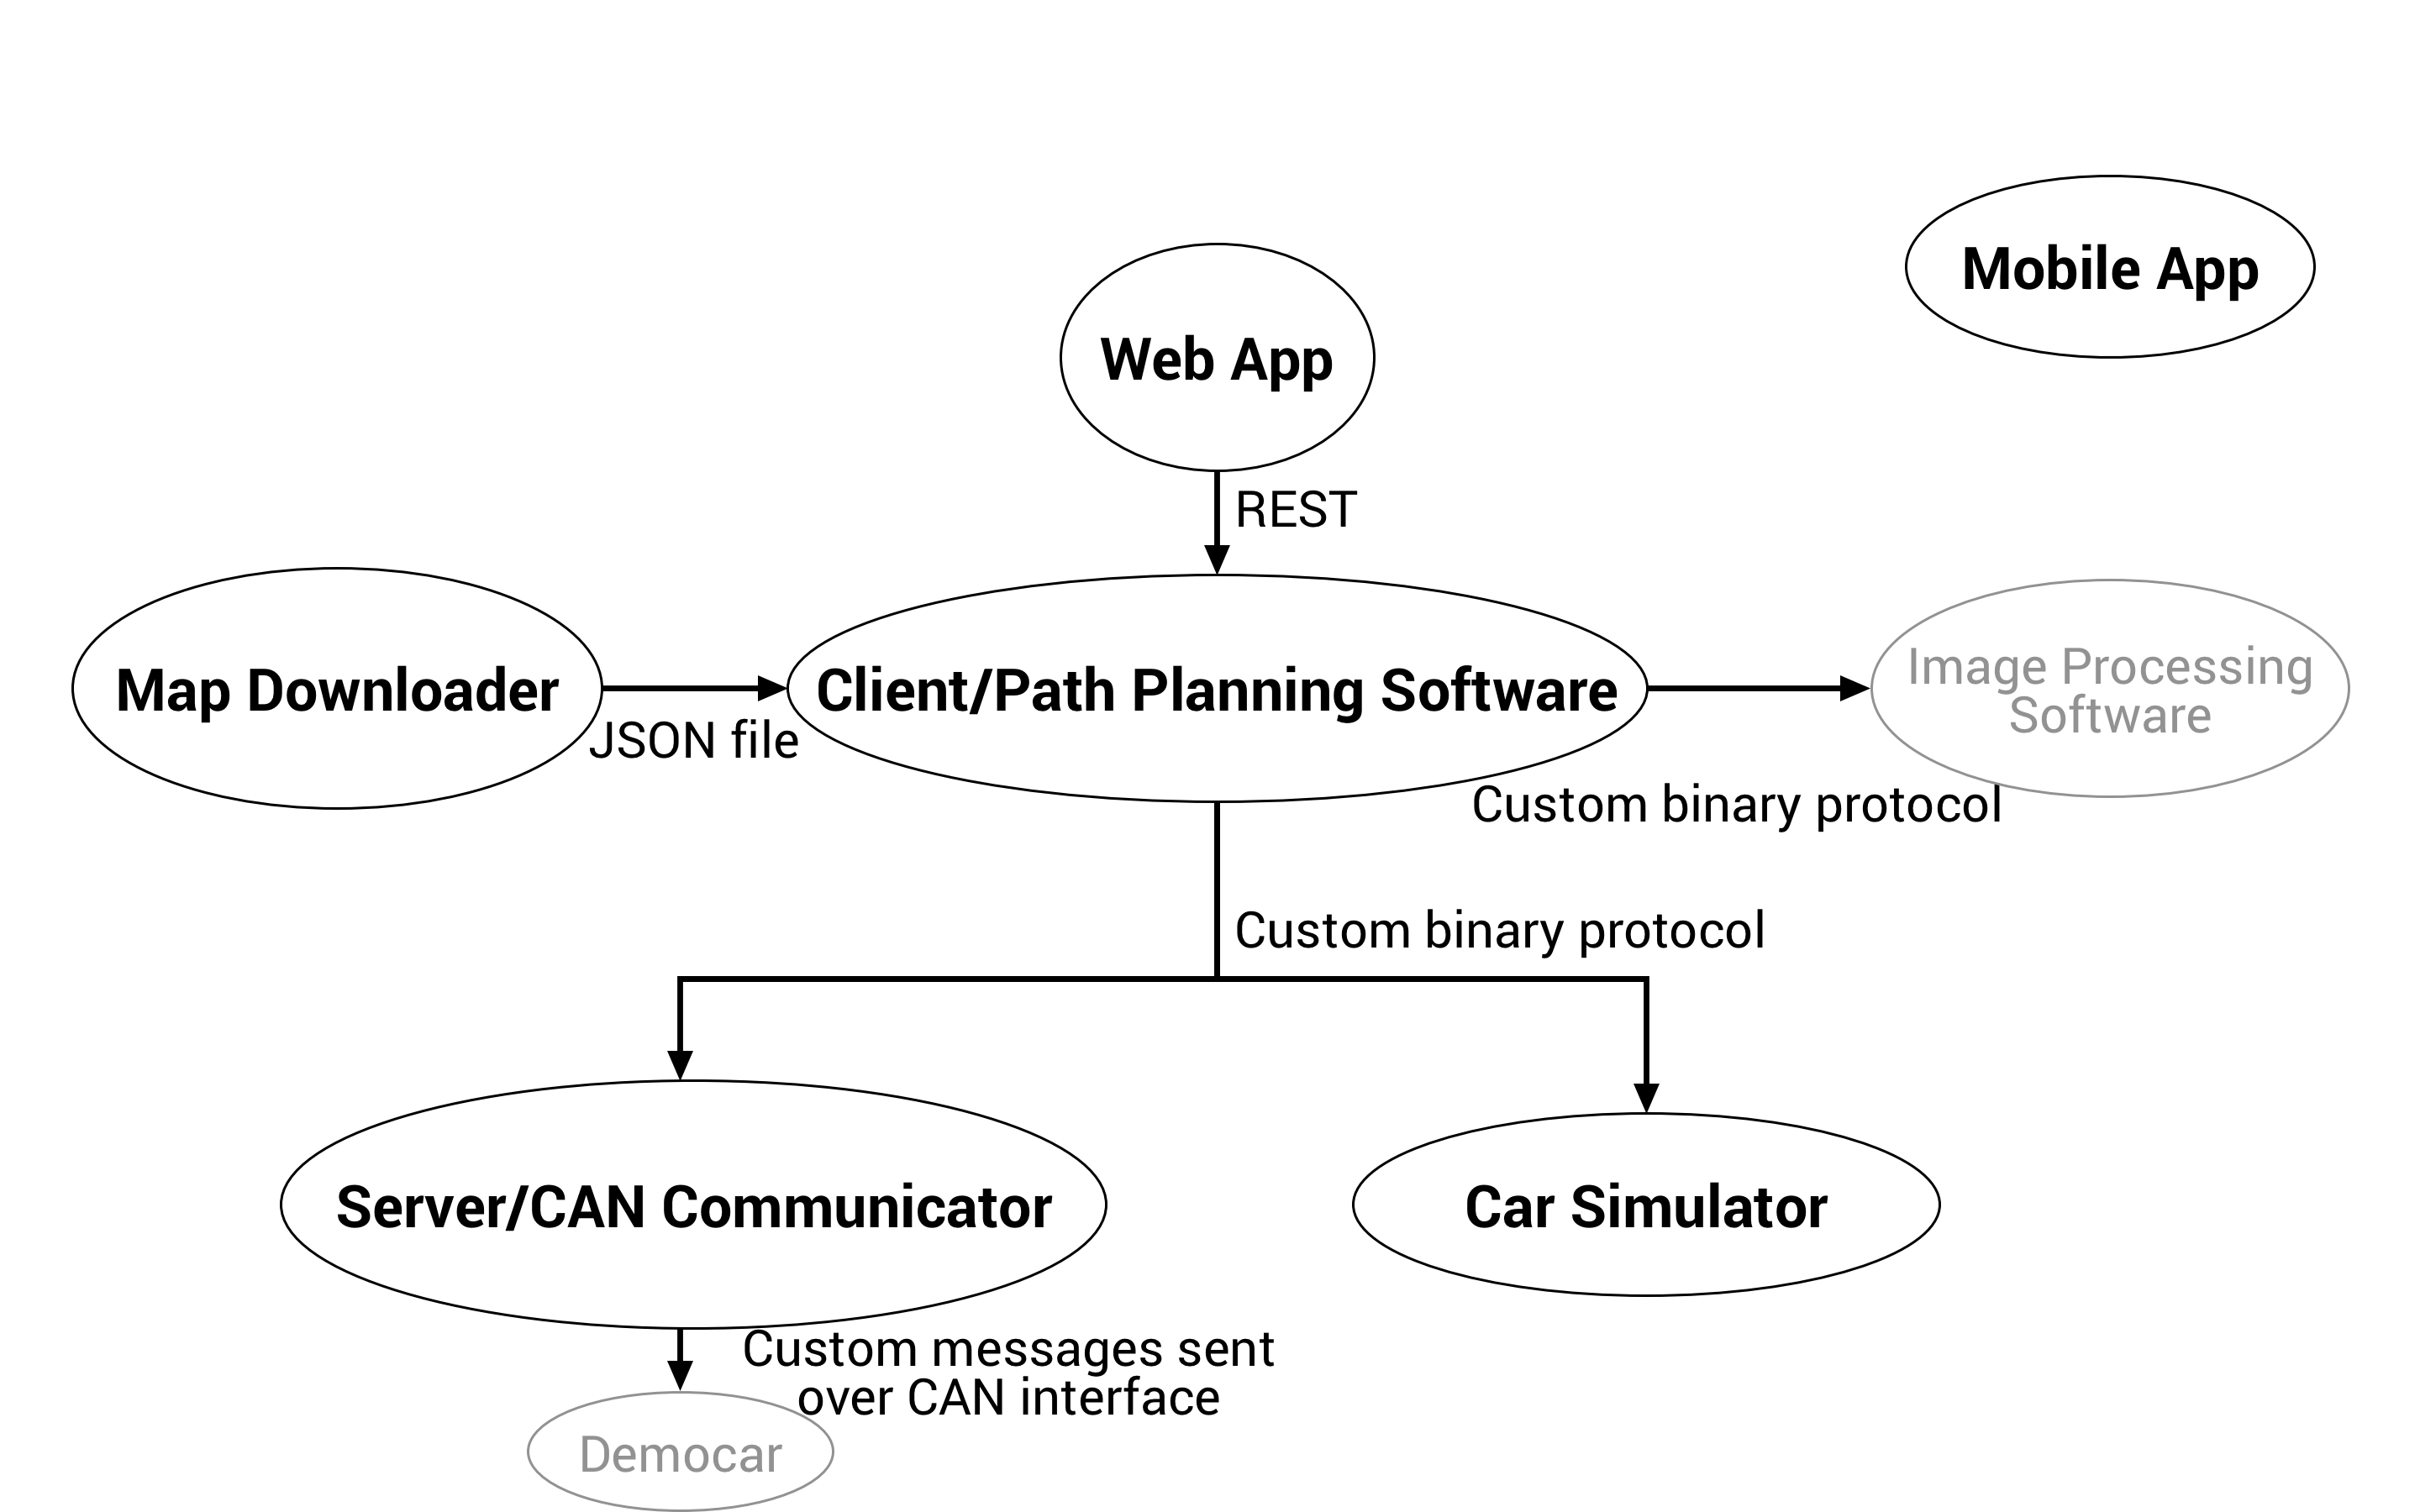 Mobile App
Web App
REST
Map Downloader
JSON file
Client/Path Planning Software
Image Processing
Software
Custom binary protocol
Custom binary protocol
Server/CAN Communicator
Car Simulator
Custom messages sent
over CAN interface
Democar